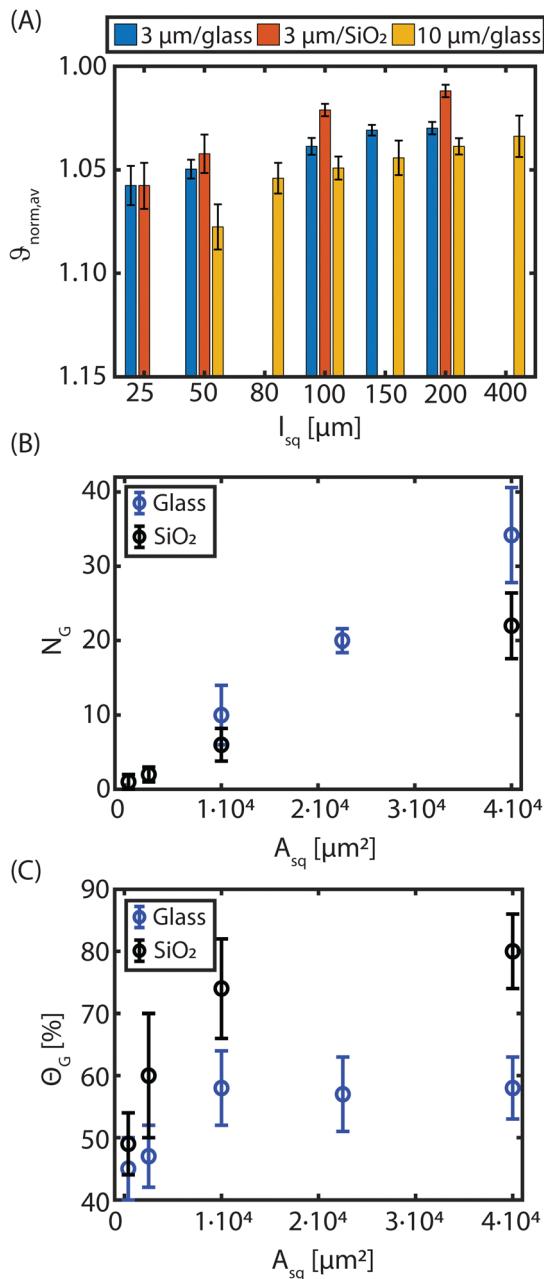 (A)
3 μm/glass 3 μm/SiO₂ 10 μm/glass
1.00
1.05
1.10
1.15
ϑnorm,av
25 50 80 100 150 200 400
lsq [μm]
(B)
Glass
SiO₂
40
30
20
10
0
NG
0 1·10⁴ 2·10⁴ 3·10⁴ 4·10⁴
Asq [μm²]
(C)
Glass
SiO₂
90
80
70
60
50
40
ΘG [%]
0 1·10⁴ 2·10⁴ 3·10⁴ 4·10⁴
Asq [μm²]